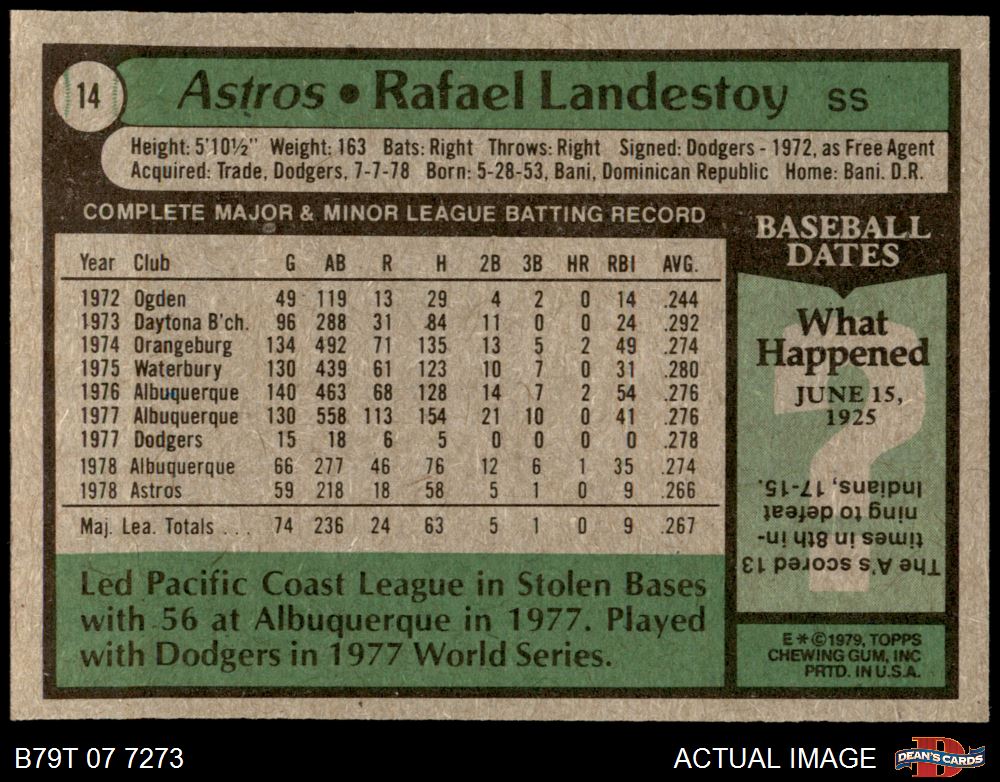 14
Astros • Rafael Landestoy SS
Height: 5'10½" Weight: 163 Bats: Right Throws: Right Signed: Dodgers - 1972, as Free Agent
Acquired: Trade, Dodgers, 7-7-78 Born: 5-28-53, Bani, Dominican Republic Home: Bani. D.R.
COMPLETE MAJOR & MINOR LEAGUE BATTING RECORD
Year Club G AB R H 2B 3B HR RBI AVG.
1972 Ogden 49 119 13 29 4 2 0 14 .244
1973 Daytona B'ch. 96 288 31 84 11 0 0 24 .292
1974 Orangeburg 134 492 71 135 13 5 2 49 .274
1975 Waterbury 130 439 61 123 10 7 0 31 .280
1976 Albuquerque 140 463 68 128 14 7 2 54 .276
1977 Albuquerque 130 558 113 154 21 10 0 41 .276
1977 Dodgers 15 18 6 5 0 0 0 0 .278
1978 Albuquerque 66 277 46 76 12 6 1 35 .274
1978 Astros 59 218 18 58 5 1 0 9 .266
Maj. Lea. Totals . . . 74 236 24 63 5 1 0 9 .267
Led Pacific Coast League in Stolen Bases
with 56 at Albuquerque in 1977. Played
with Dodgers in 1977 World Series.
BASEBALL
DATES
What
Happened
JUNE 15,
1925
?
The A's scored 13
times in 8th in-
ning to defeat
Indians, 17-15.
E*©1979, TOPPS
CHEWING GUM, INC
PRTD. IN U.S.A.
B79T 07 7273
ACTUAL IMAGE
D
DEAN'S CARDS